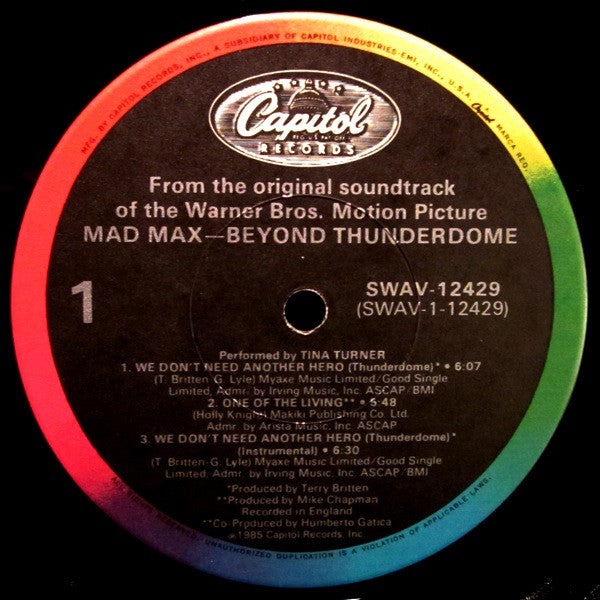 MFG. BY CAPITOL RECORDS, INC., A SUBSIDIARY OF CAPITOL INDUSTRIES-EMI, INC., U.S.A. Capitol MARCA REG.
Capitol
REG. U.S. PAT. OFF.
RECORDS
From the original soundtrack
of the Warner Bros. Motion Picture
MAD MAX—BEYOND THUNDERDOME
1
SWAV-12429
(SWAV-1-12429)
Performed by TINA TURNER
1. WE DON'T NEED ANOTHER HERO (Thunderdome)* • 6:07
(T. Britten-G. Lyle) Myaxe Music Limited/Good Single
Limited, Admr. by Irving Music, Inc. ASCAP/BMI
2. ONE OF THE LIVING** • 5:48
(Holly Knight) Makiki Publishing Co. Ltd.
Admr. by Arista Music, Inc. ASCAP
3. WE DON'T NEED ANOTHER HERO (Thunderdome)*
(Instrumental) • 6:30
(T. Britten-G. Lyle) Myaxe Music Limited/Good Single
Limited, Admr. by Irving Music, Inc. ASCAP/BMI
*Produced by Terry Britten
**Produced by Mike Chapman
Recorded in England
**Co-Produced by Humberto Gatica
℗1985 Capitol Records, Inc.
ALL RIGHTS RESERVED. UNAUTHORIZED DUPLICATION IS A VIOLATION OF APPLICABLE LAWS.